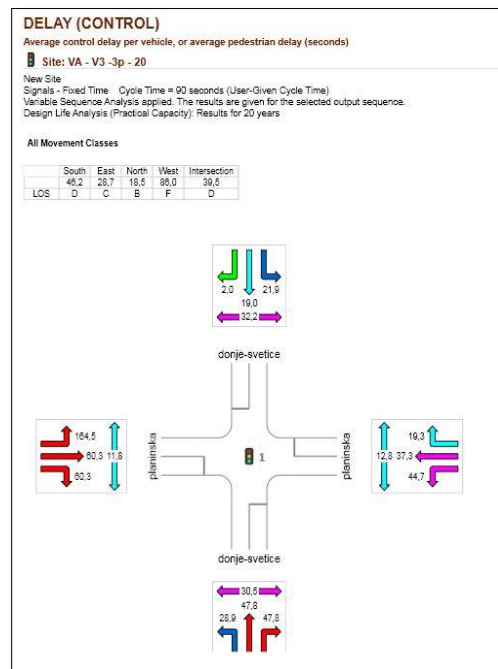 DELAY (CONTROL)
Average control delay per vehicle, or average pedestrian delay (seconds)
Site: VA - V3 -3p - 20
New Site
Signals - Fixed Time Cycle Time = 90 seconds (User-Given Cycle Time)
Variable Sequence Analysis applied. The results are given for the selected output sequence.
Design Life Analysis (Practical Capacity): Results for 20 years
All Movement Classes
South East North West Intersection
46,2 28,7 18,5 86,0 39,5
LOS D C B F D
2,0 21,9
19,0
32,2
donje-svetice
164,5
60,3 11,8
60,3
planinska
1
planinska
19,3
12,8 37,3
44,7
donje-svetice
30,5
47,8
28,9 47,8